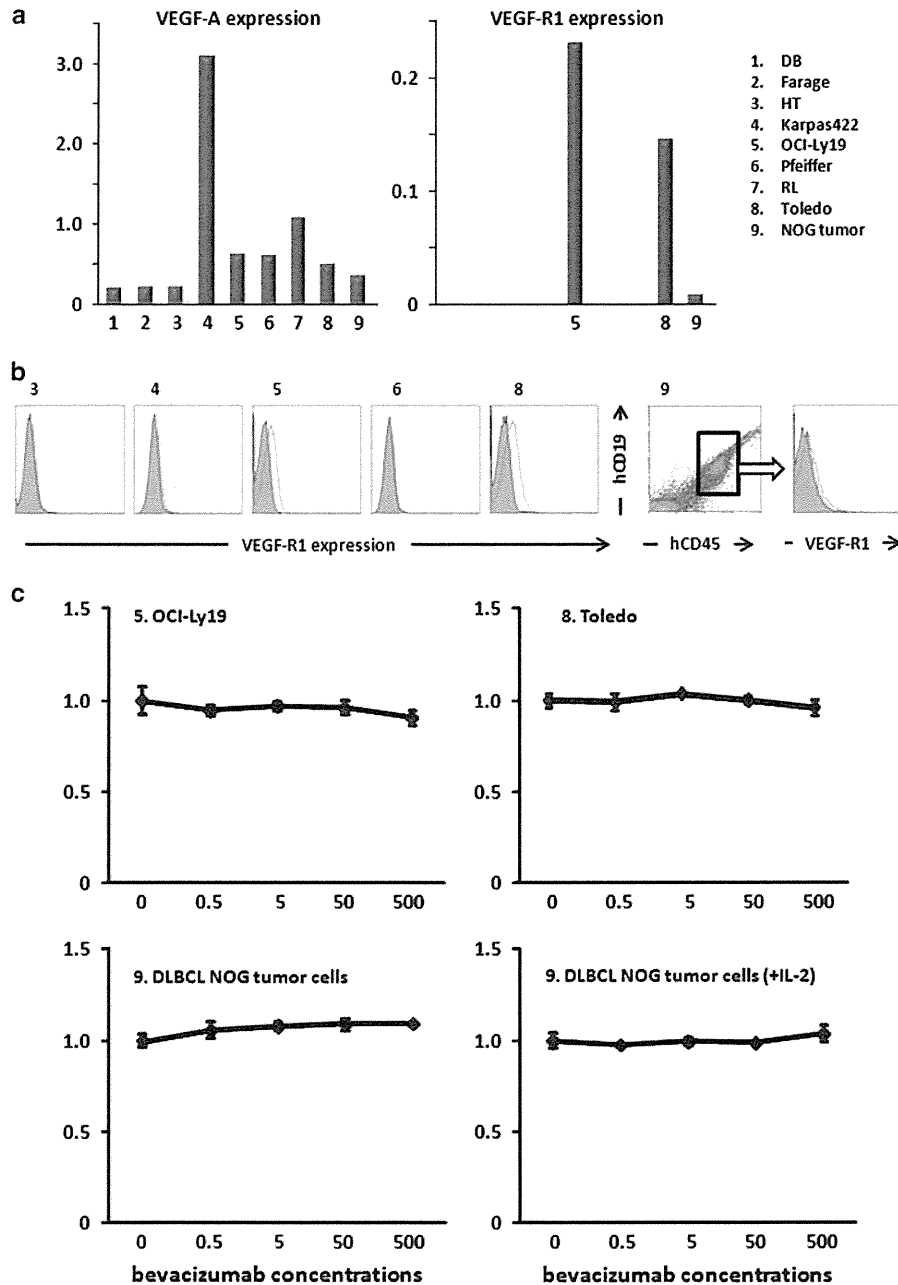 a
VEGF-A expression
VEGF-R1 expression
3.0
2.0
1.0
0
1 2 3 4 5 6 7 8 9
0.2
0.1
0
5 8 9
1. DB
2. Farage
3. HT
4. Karpas422
5. OCI-Ly19
6. Pfeiffer
7. RL
8. Toledo
9. NOG tumor
b
3 4 5 6 8 9
hCD19
VEGF-R1 expression
hCD45
VEGF-R1
c
5. OCI-Ly19
1.5
1.0
0.5
0
0 0.5 5 50 500
8. Toledo
1.5
1.0
0.5
0
0 0.5 5 50 500
9. DLBCL NOG tumor cells
1.5
1.0
0.5
0
0 0.5 5 50 500
bevacizumab concentrations
9. DLBCL NOG tumor cells (+IL-2)
1.5
1.0
0.5
0
0 0.5 5 50 500
bevacizumab concentrations